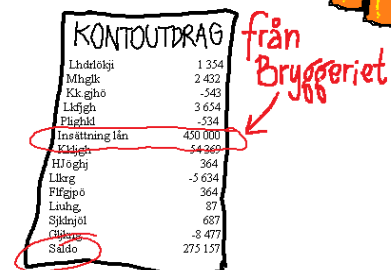 KONTOUTDRAG
från
Bryggeriet
Lhdrlökji 1 354
Mhglk 2 432
Kk.gjhö -543
Lkfjgh 3 654
Plighkl -534
Insättning lån 450 000
Kkljgh 54 369
HJöghj 364
Llkrg -5 634
Flfgjpö 364
Liuhg, 87
Sjklnjöl 687
-8 477
Saldo 275 157